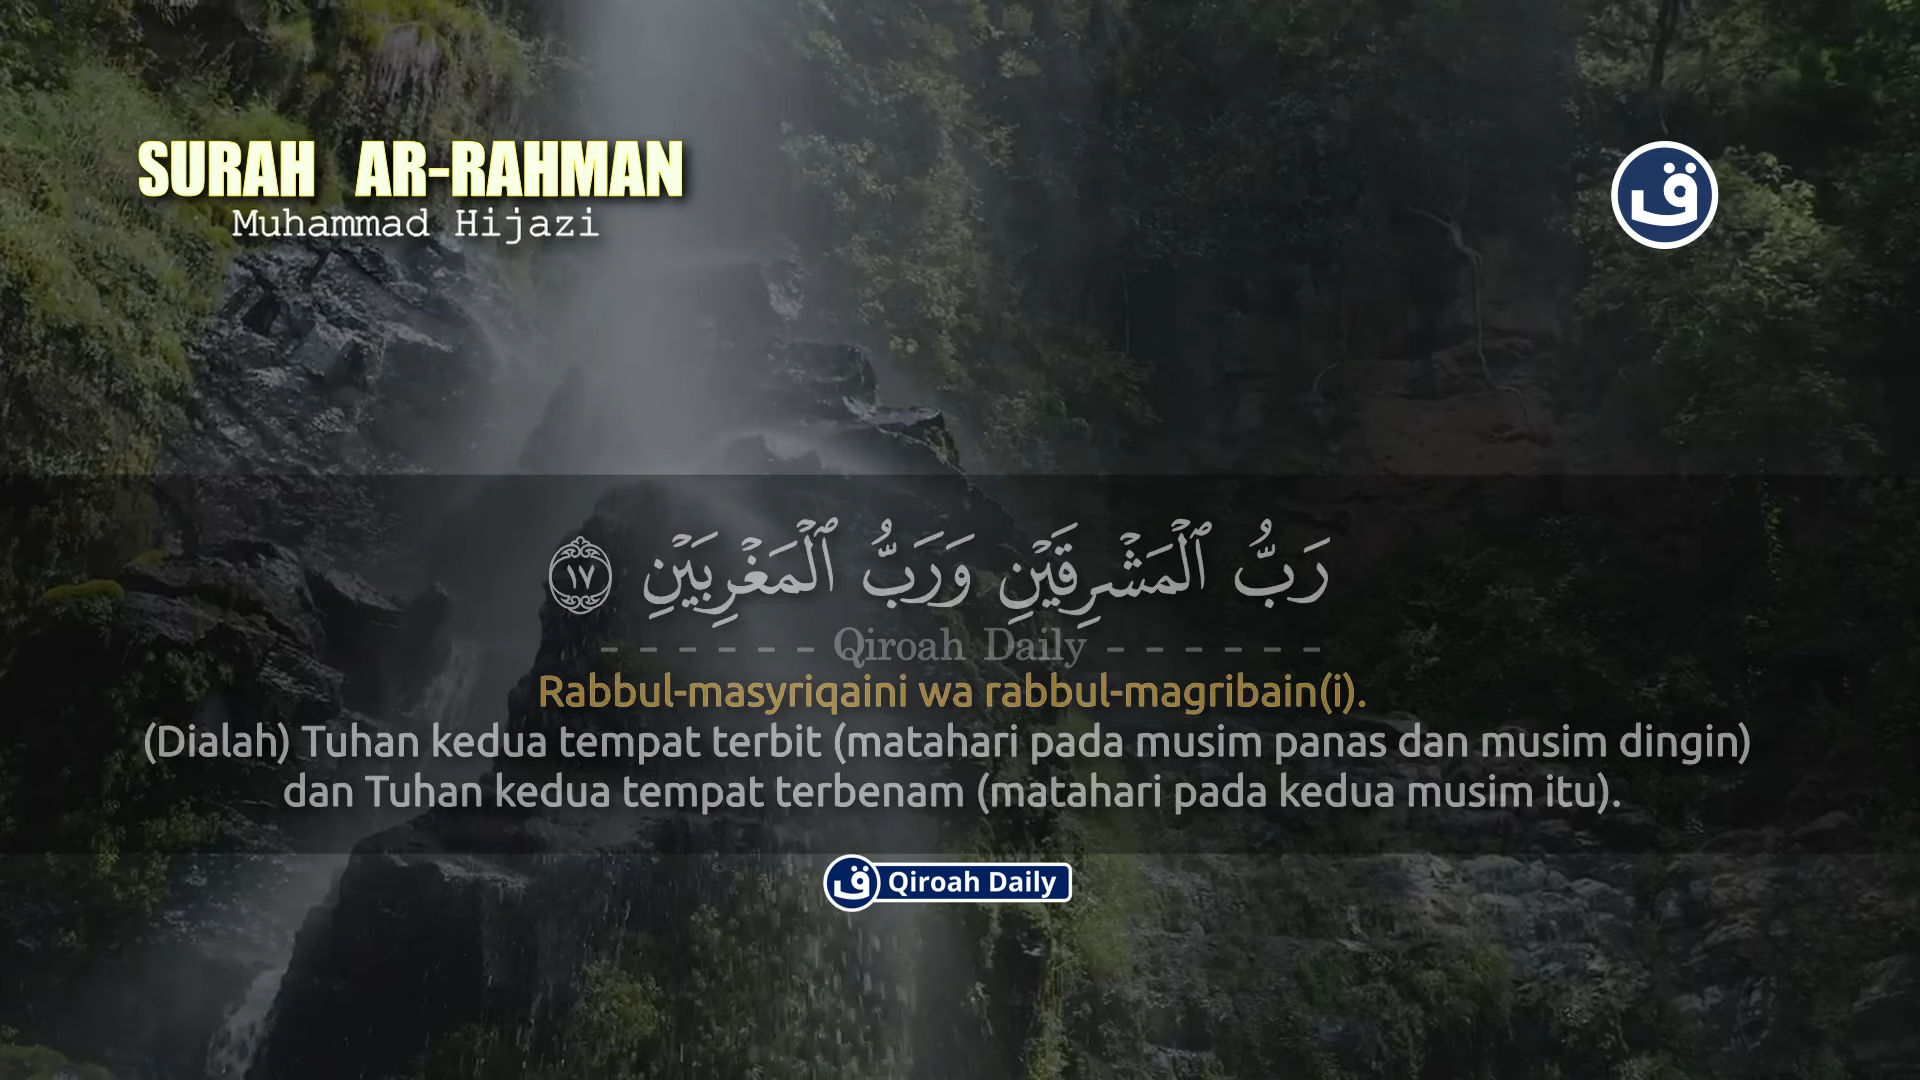 SURAH AR-RAHMAN
Muhammad Hijazi
ق
رَبُّ ٱلْمَشْرِقَيْنِ وَرَبُّ ٱلْمَغْرِبَيْنِ ١٧
- - - - - - Qiroah Daily - - - - - -
Rabbul-masyriqaini wa rabbul-magribain(i).
(Dialah) Tuhan kedua tempat terbit (matahari pada musim panas dan musim dingin)
dan Tuhan kedua tempat terbenam (matahari pada kedua musim itu).
ق Qiroah Daily